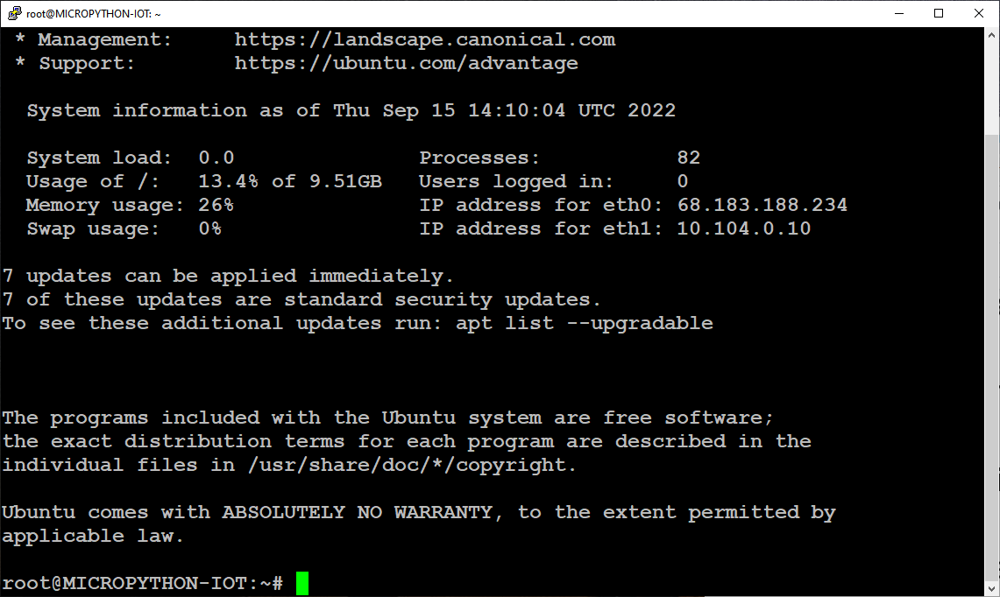 root@MICROPYTHON-IOT: ~
* Management: https://landscape.canonical.com
* Support: https://ubuntu.com/advantage
System information as of Thu Sep 15 14:10:04 UTC 2022
System load: 0.0 Processes: 82
Usage of /: 13.4% of 9.51GB Users logged in: 0
Memory usage: 26% IP address for eth0: 68.183.188.234
Swap usage: 0% IP address for eth1: 10.104.0.10
7 updates can be applied immediately.
7 of these updates are standard security updates.
To see these additional updates run: apt list --upgradable
The programs included with the Ubuntu system are free software;
the exact distribution terms for each program are described in the
individual files in /usr/share/doc/*/copyright.
Ubuntu comes with ABSOLUTELY NO WARRANTY, to the extent permitted by
applicable law.
root@MICROPYTHON-IOT:~#